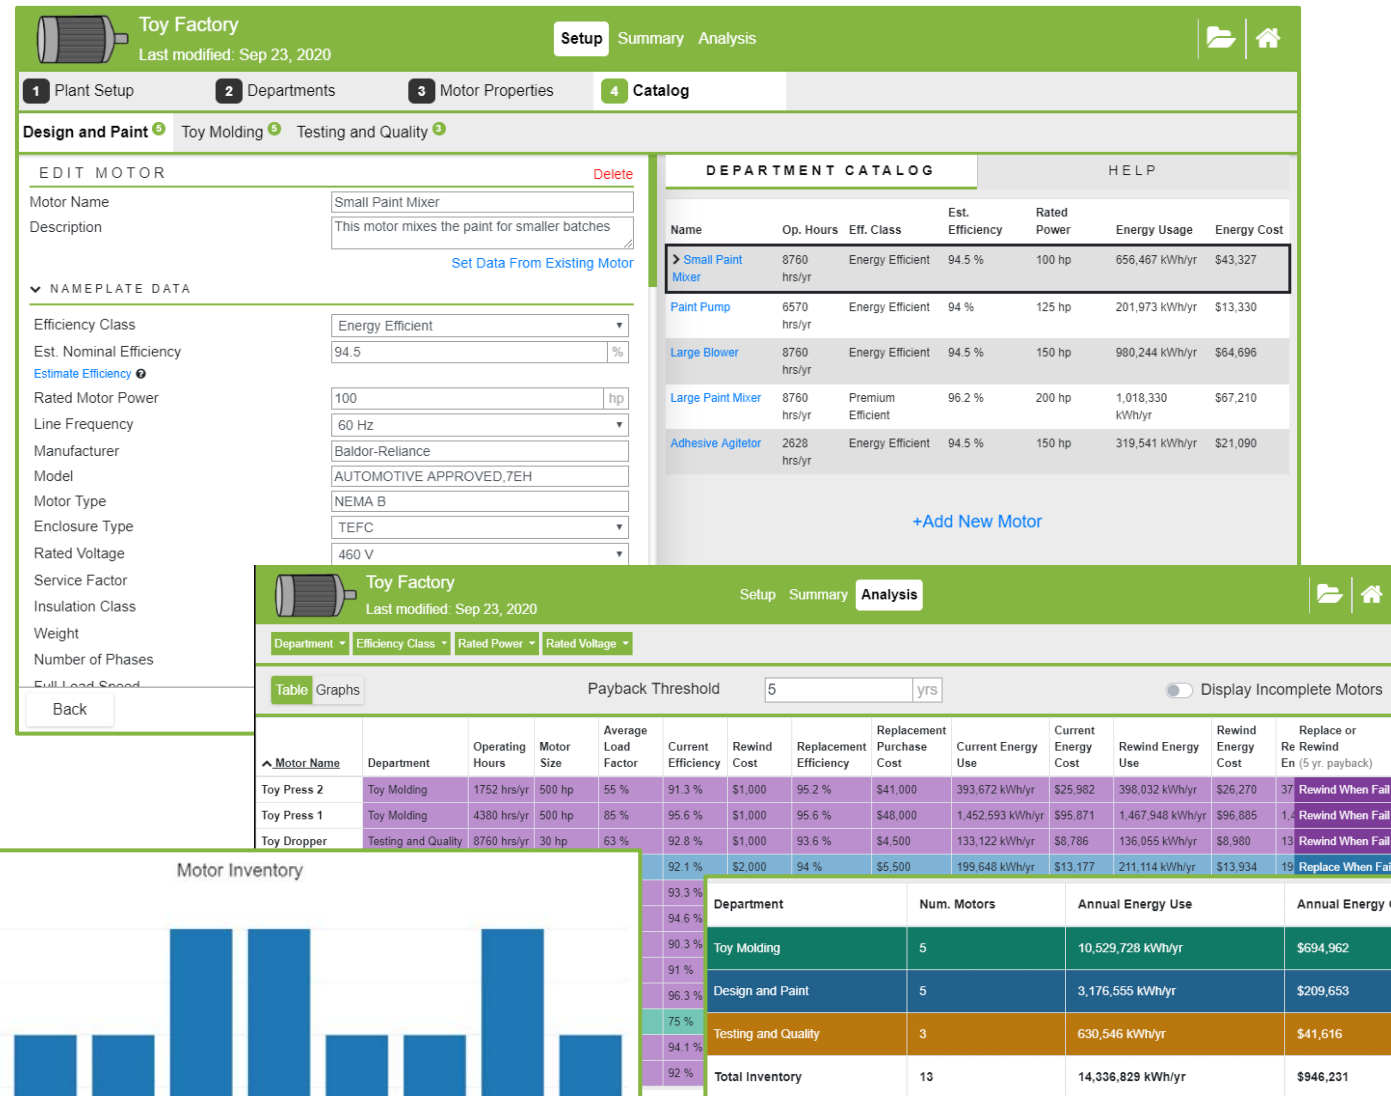 Toy Factory
Last modified: Sep 23, 2020
Setup Summary Analysis
1 Plant Setup 2 Departments 3 Motor Properties 4 Catalog
Design and Paint 5 Toy Molding 5 Testing and Quality 3
EDIT MOTOR Delete
Motor Name Small Paint Mixer
Description This motor mixes the paint for smaller batches
Set Data From Existing Motor
NAMEPLATE DATA
Efficiency Class Energy Efficient
Est. Nominal Efficiency 94.5 %
Estimate Efficiency
Rated Motor Power 100 hp
Line Frequency 60 Hz
Manufacturer Baldor-Reliance
Model AUTOMOTIVE APPROVED,7EH
Motor Type NEMA B
Enclosure Type TEFC
Rated Voltage 460 V
Service Factor
Insulation Class
Weight
Number of Phases
Full Load Speed
Back
DEPARTMENT CATALOG HELP
Name Op. Hours Eff. Class Est. Efficiency Rated Power Energy Usage Energy Cost
Small Paint Mixer 8760 hrs/yr Energy Efficient 94.5 % 100 hp 656,467 kWh/yr $43,327
Paint Pump 6570 hrs/yr Energy Efficient 94 % 125 hp 201,973 kWh/yr $13,330
Large Blower 8760 hrs/yr Energy Efficient 94.5 % 150 hp 980,244 kWh/yr $64,696
Large Paint Mixer 8760 hrs/yr Premium Efficient 96.2 % 200 hp 1,018,330 kWh/yr $67,210
Adhesive Agitetor 2628 hrs/yr Energy Efficient 94.5 % 150 hp 319,541 kWh/yr $21,090
+Add New Motor
Toy Factory
Last modified: Sep 23, 2020
Setup Summary Analysis
Department Efficiency Class Rated Power Rated Voltage
Table Graphs Payback Threshold 5 yrs Display Incomplete Motors
Motor Name Department Operating Hours Motor Size Average Load Factor Current Efficiency Rewind Cost Replacement Efficiency Replacement Purchase Cost Current Energy Use Current Energy Cost Rewind Energy Use Rewind Energy Cost Re En Replace or Rewind (5 yr. payback)
Toy Press 2 Toy Molding 1752 hrs/yr 500 hp 55 % 91.3 % $1,000 95.2 % $41,000 393,672 kWh/yr $25,982 398,032 kWh/yr $26,270 37 Rewind When Fail
Toy Press 1 Toy Molding 4380 hrs/yr 500 hp 85 % 95.6 % $1,000 95.6 % $48,000 1,452,593 kWh/yr $95,871 1,467,948 kWh/yr $96,885 1,4 Rewind When Fail
Toy Dropper Testing and Quality 8760 hrs/yr 30 hp 63 % 92.8 % $1,000 93.6 % $4,500 133,122 kWh/yr $8,786 136,055 kWh/yr $8,980 13 Rewind When Fail
92.1 % $2,000 94 % $5,500 199,648 kWh/yr $13,177 211,114 kWh/yr $13,934 19 Replace When Fai
93.3 %
94.6 %
90.3 %
91 %
96.3 %
75 %
94.1 %
92 %
Motor Inventory
Department Num. Motors Annual Energy Use Annual Energy
Toy Molding 5 10,529,728 kWh/yr $694,962
Design and Paint 5 3,176,555 kWh/yr $209,653
Testing and Quality 3 630,546 kWh/yr $41,616
Total Inventory 13 14,336,829 kWh/yr $946,231